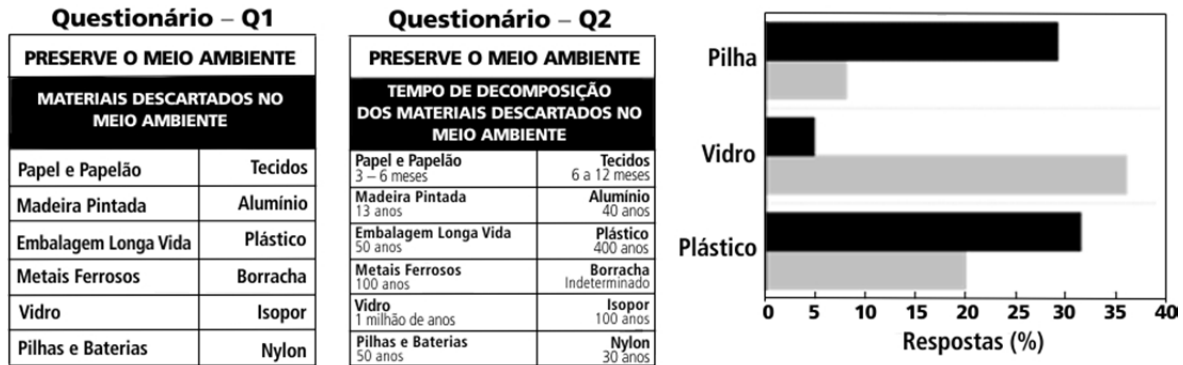 Questionário – Q1
PRESERVE O MEIO AMBIENTE
MATERIAIS DESCARTADOS NO
MEIO AMBIENTE
Papel e Papelão Tecidos
Madeira Pintada Alumínio
Embalagem Longa Vida Plástico
Metais Ferrosos Borracha
Vidro Isopor
Pilhas e Baterias Nylon
Questionário – Q2
PRESERVE O MEIO AMBIENTE
TEMPO DE DECOMPOSIÇÃO
DOS MATERIAIS DESCARTADOS NO
MEIO AMBIENTE
Papel e Papelão Tecidos
3 – 6 meses 6 a 12 meses
Madeira Pintada Alumínio
13 anos 40 anos
Embalagem Longa Vida Plástico
50 anos 400 anos
Metais Ferrosos Borracha
100 anos Indeterminado
Vidro Isopor
1 milhão de anos 100 anos
Pilhas e Baterias Nylon
50 anos 30 anos
Pilha
Vidro
Plástico
0 5 10 15 20 25 30 35 40
Respostas (%)